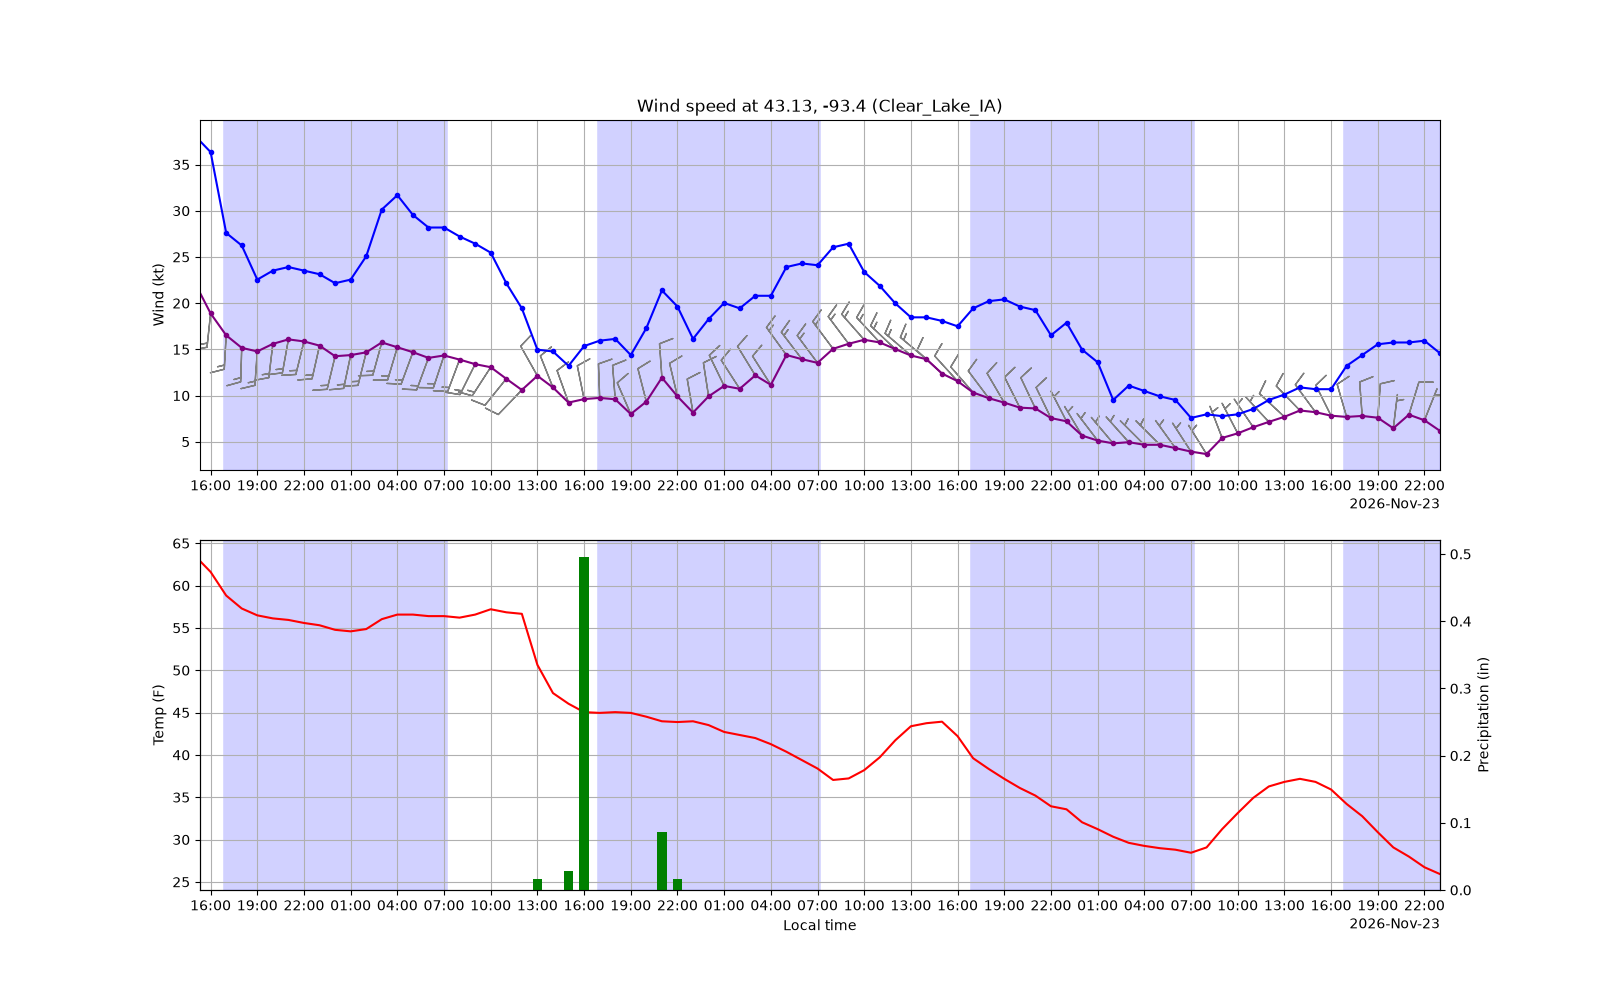 Wind speed at 43.13, -93.4 (Clear_Lake_IA)
Wind (kt)
35
30
25
20
15
10
5
16:00 19:00 22:00 01:00 04:00 07:00 10:00 13:00 16:00 19:00 22:00 01:00 04:00 07:00 10:00 13:00 16:00 19:00 22:00 01:00 04:00 07:00 10:00 13:00 16:00 19:00 22:00
2026-Nov-23
Temp (F)
65
60
55
50
45
40
35
30
25
Precipitation (in)
0.5
0.4
0.3
0.2
0.1
0.0
16:00 19:00 22:00 01:00 04:00 07:00 10:00 13:00 16:00 19:00 22:00 01:00 04:00 07:00 10:00 13:00 16:00 19:00 22:00 01:00 04:00 07:00 10:00 13:00 16:00 19:00 22:00
Local time
2026-Nov-23